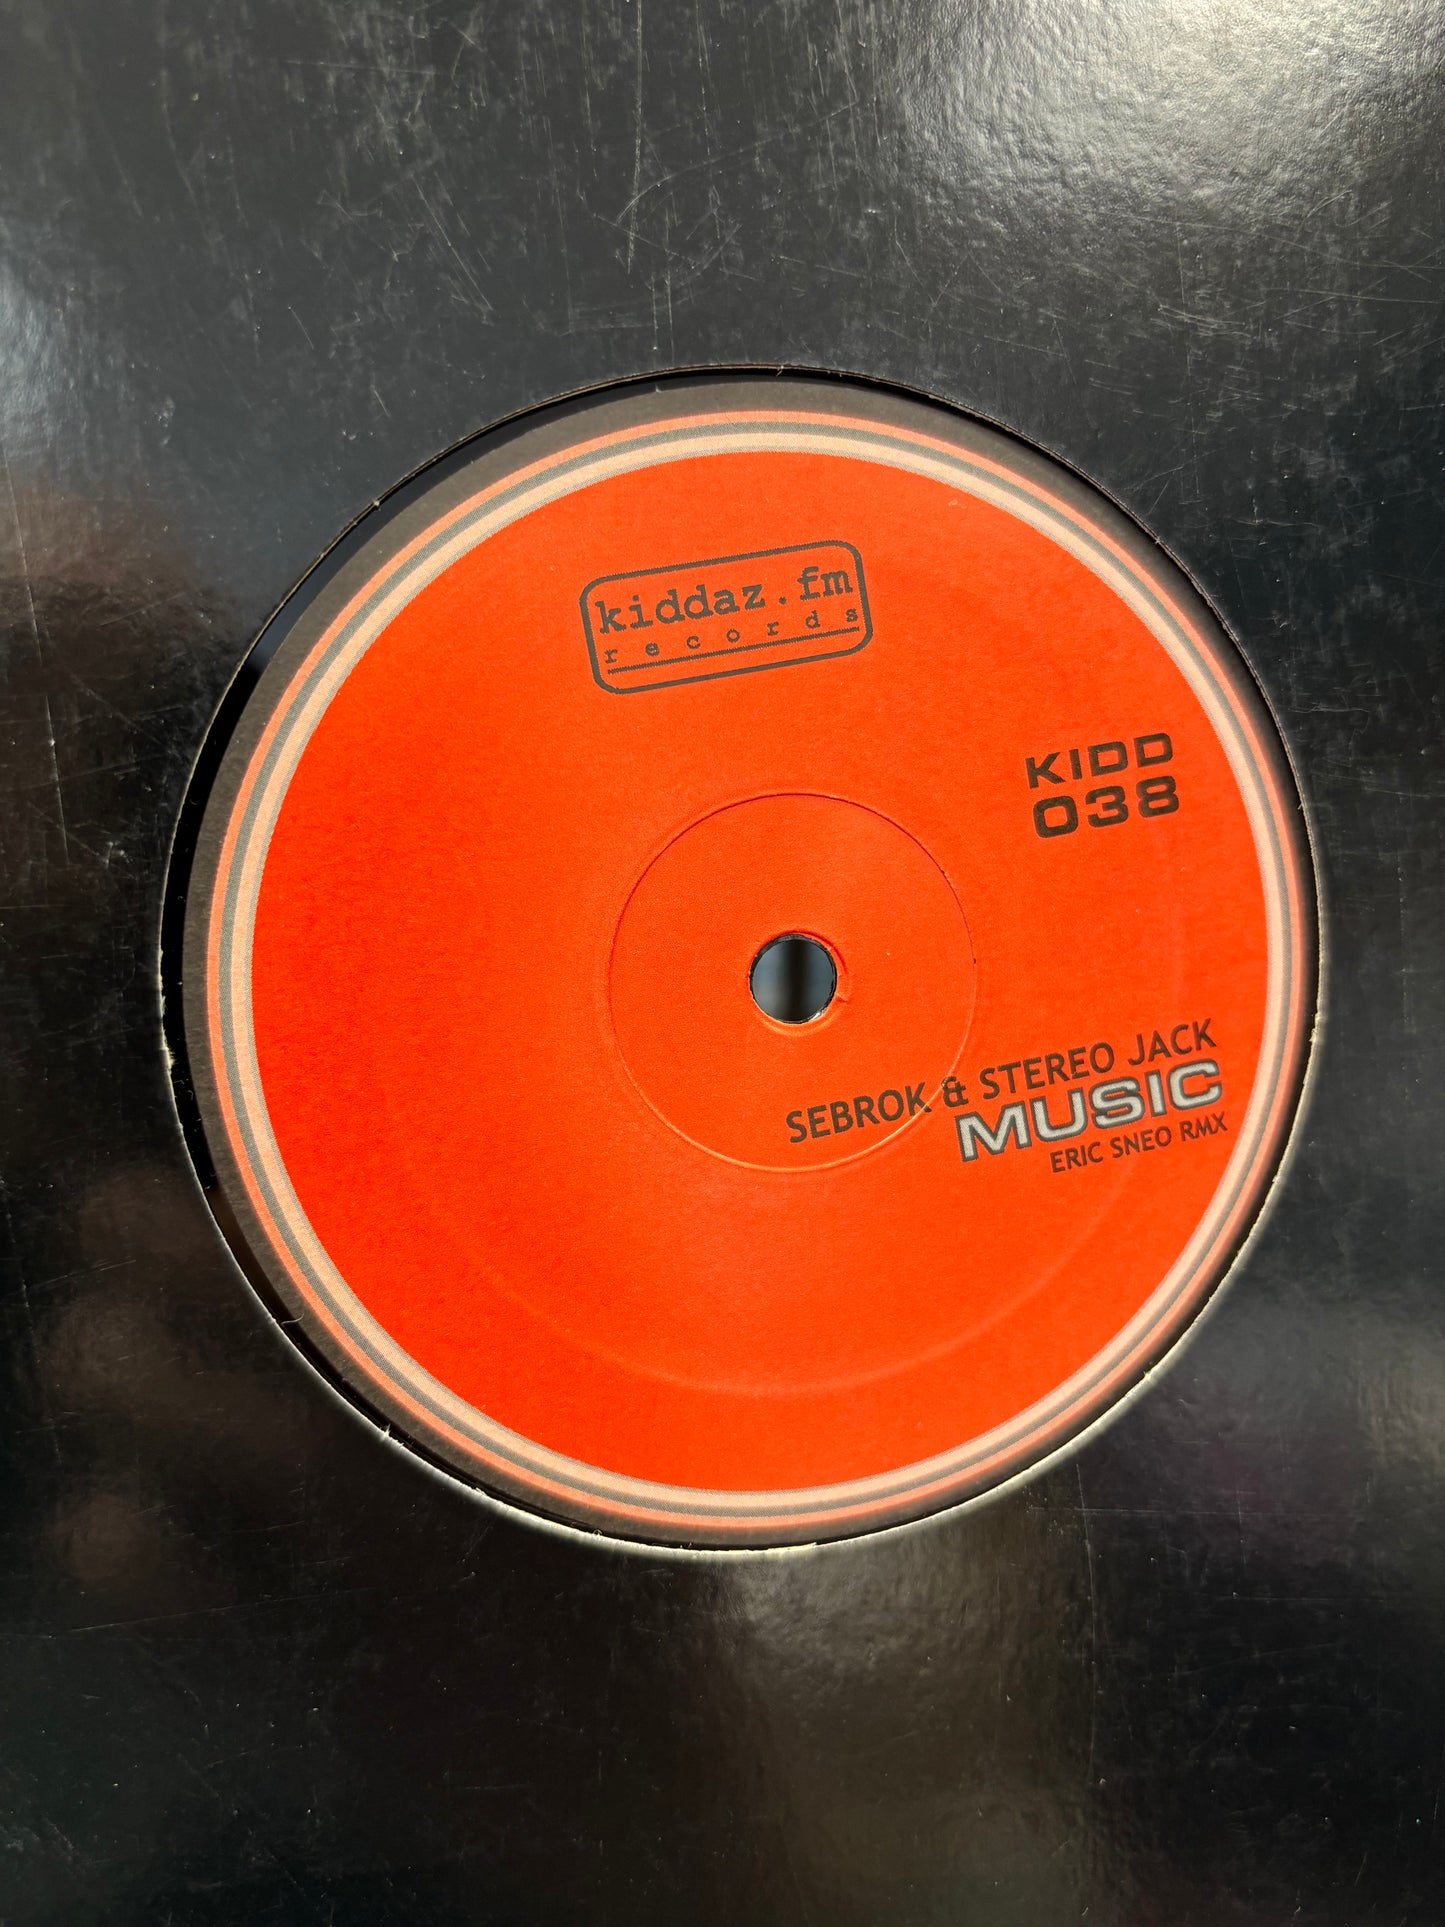 kiddaz.fm
records
KIDD
038
SEBROK & STEREO JACK
MUSIC
ERIC SNEO RMX